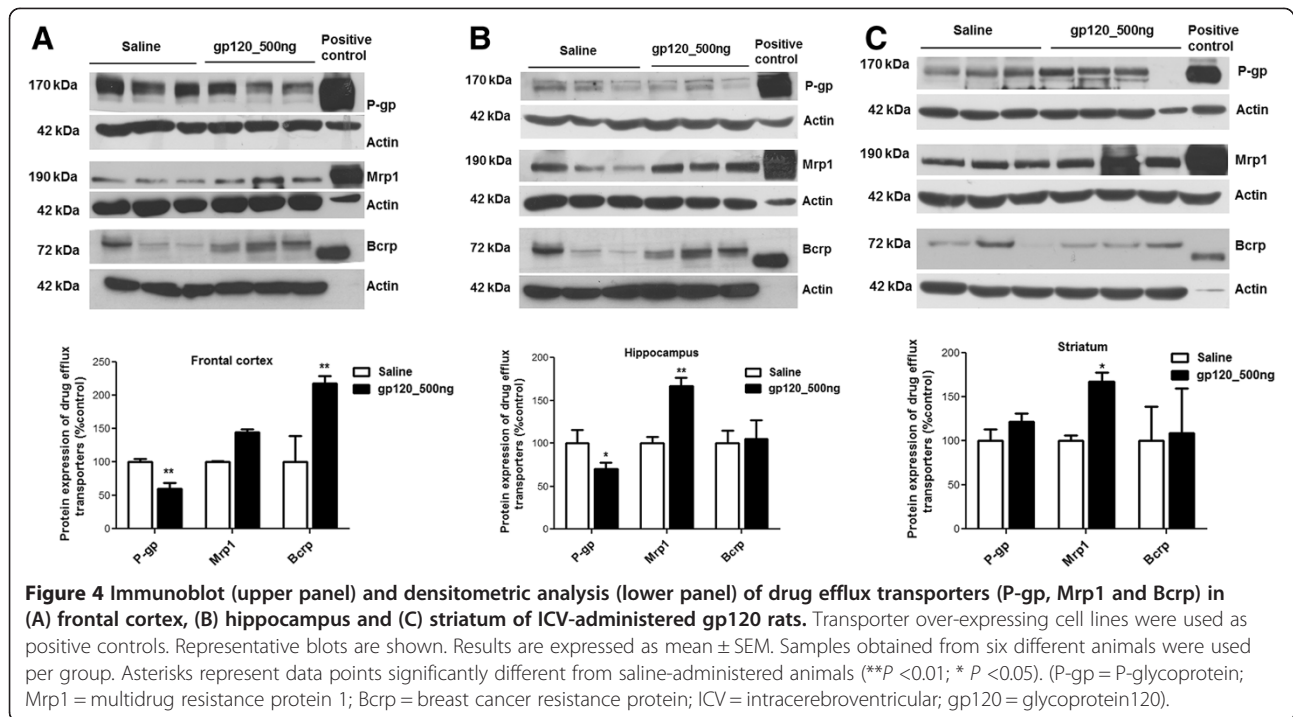 A
Saline
gp120_500ng
Positive
control
170 kDa
P-gp
42 kDa
Actin
190 kDa
Mrp1
42 kDa
Actin
72 kDa
Bcrp
42 kDa
Actin
Frontal cortex
Protein expression of drug efflux
transporters (%control)
250
200
150
100
50
0
**
**
Saline
gp120_500ng
P-gp
Mrp1
Bcrp
B
Saline
gp120_500ng
Positive
control
170 kDa
P-gp
42 kDa
Actin
190 kDa
Mrp1
42 kDa
Actin
72 kDa
Bcrp
42 kDa
Actin
Hippocampus
Protein expression of drug efflux
transporters (%control)
200
150
100
50
0
*
**
Saline
gp120_500ng
P-gp
Mrp1
Bcrp
C
Saline
gp120_500ng
Positive
control
170 kDa
P-gp
42 kDa
Actin
190 kDa
Mrp1
42 kDa
Actin
72 kDa
Bcrp
42 kDa
Actin
Striatum
Protein expression of drug efflux
transporters (%control)
200
150
100
50
0
*
Saline
gp120_500ng
P-gp
Mrp1
Bcrp
Figure 4 Immunoblot (upper panel) and densitometric analysis (lower panel) of drug efflux transporters (P-gp, Mrp1 and Bcrp) in
(A) frontal cortex, (B) hippocampus and (C) striatum of ICV-administered gp120 rats. Transporter over-expressing cell lines were used as
positive controls. Representative blots are shown. Results are expressed as mean ± SEM. Samples obtained from six different animals were used
per group. Asterisks represent data points significantly different from saline-administered animals (**P <0.01; * P <0.05). (P-gp = P-glycoprotein;
Mrp1 = multidrug resistance protein 1; Bcrp = breast cancer resistance protein; ICV = intracerebroventricular; gp120 = glycoprotein120).